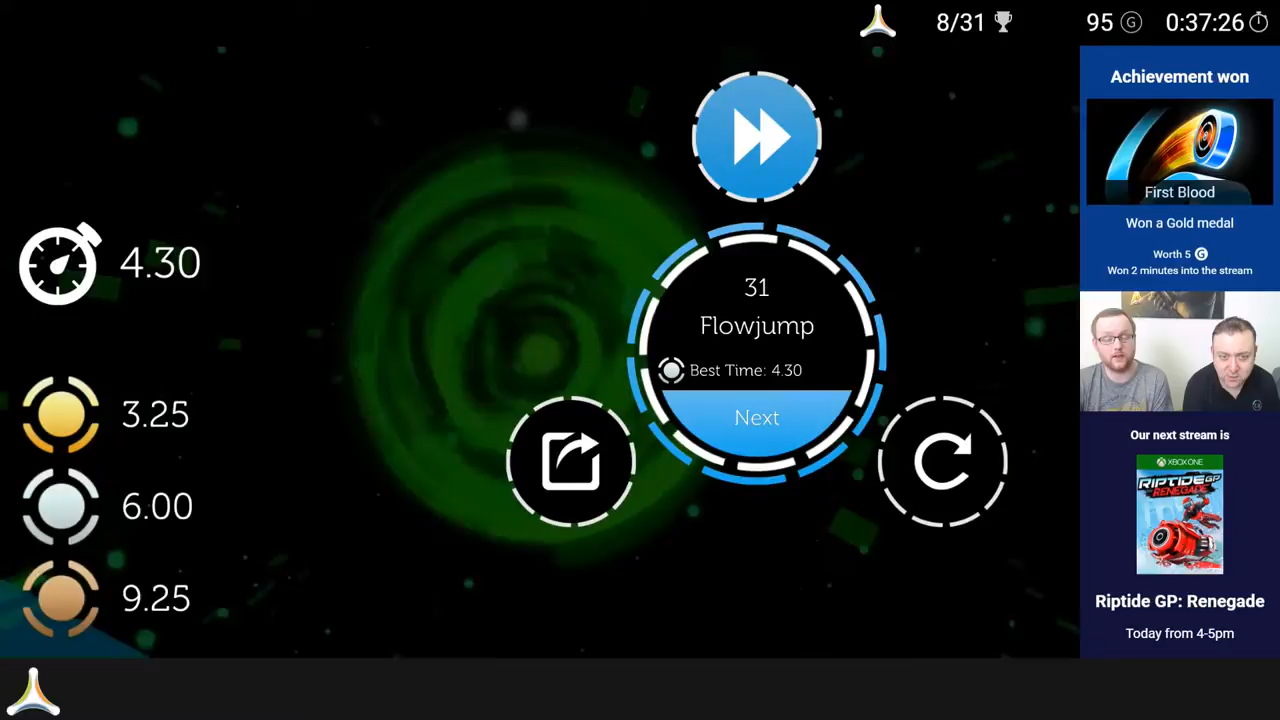 8/31
95 G
0:37:26
Achievement won
First Blood
Won a Gold medal
Worth 5 G
Won 2 minutes into the stream
4.30
31
Flowjump
Best Time: 4.30
Next
3.25
6.00
9.25
Our next stream is
XBOX ONE
RIPTIDE GP
RENEGADE
Riptide GP: Renegade
Today from 4-5pm